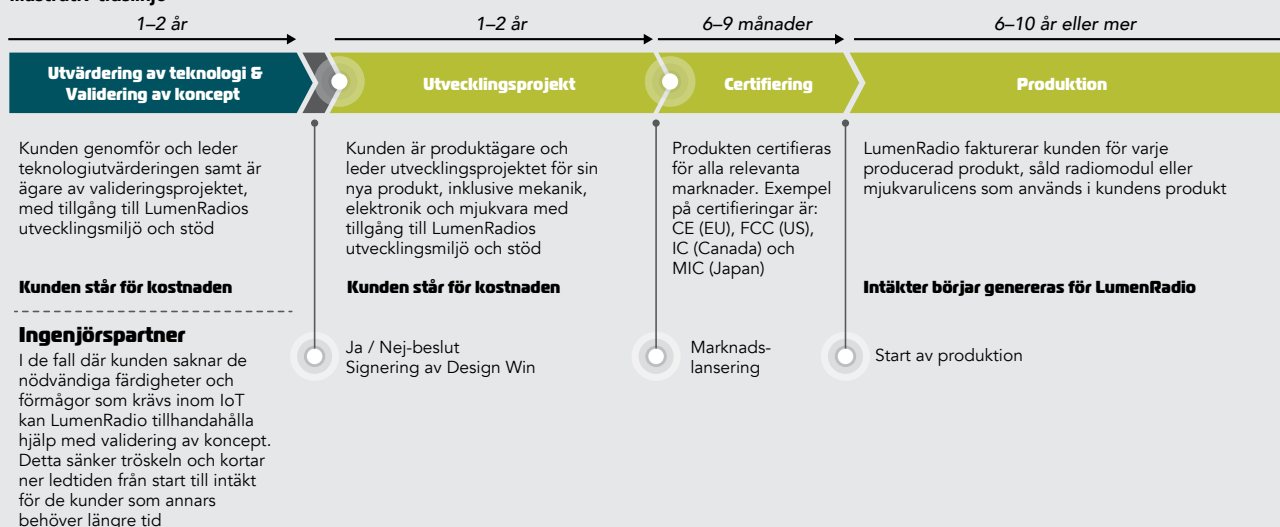 Illustrativ tidslinje
1–2 år
1–2 år
6–9 månader
6–10 år eller mer
Utvärdering av teknologi &
Validering av koncept
Utvecklingsprojekt
Certifiering
Produktion
Kunden genomför och leder
teknologiutvärderingen samt är
ägare av valideringsprojektet,
med tillgång till LumenRadios
utvecklingsmiljö och stöd
Kunden står för kostnaden
Ingenjörspartner
I de fall där kunden saknar de
nödvändiga färdigheter och
förmågor som krävs inom IoT
kan LumenRadio tillhandahålla
hjälp med validering av koncept.
Detta sänker tröskeln och kortar
ner ledtiden från start till intäkt
för de kunder som annars
behöver längre tid
Kunden är produktägare och
leder utvecklingsprojektet för sin
nya produkt, inklusive mekanik,
elektronik och mjukvara med
tillgång till LumenRadios
utvecklingsmiljö och stöd
Kunden står för kostnaden
Ja / Nej-beslut
Signering av Design Win
Produkten certifieras
för alla relevanta
marknader. Exempel
på certifieringar är:
CE (EU), FCC (US),
IC (Canada) och
MIC (Japan)
Marknads-
lansering
LumenRadio fakturerar kunden för varje
producerad produkt, såld radiomodul eller
mjukvarulicens som används i kundens produkt
Intäkter börjar genereras för LumenRadio
Start av produktion